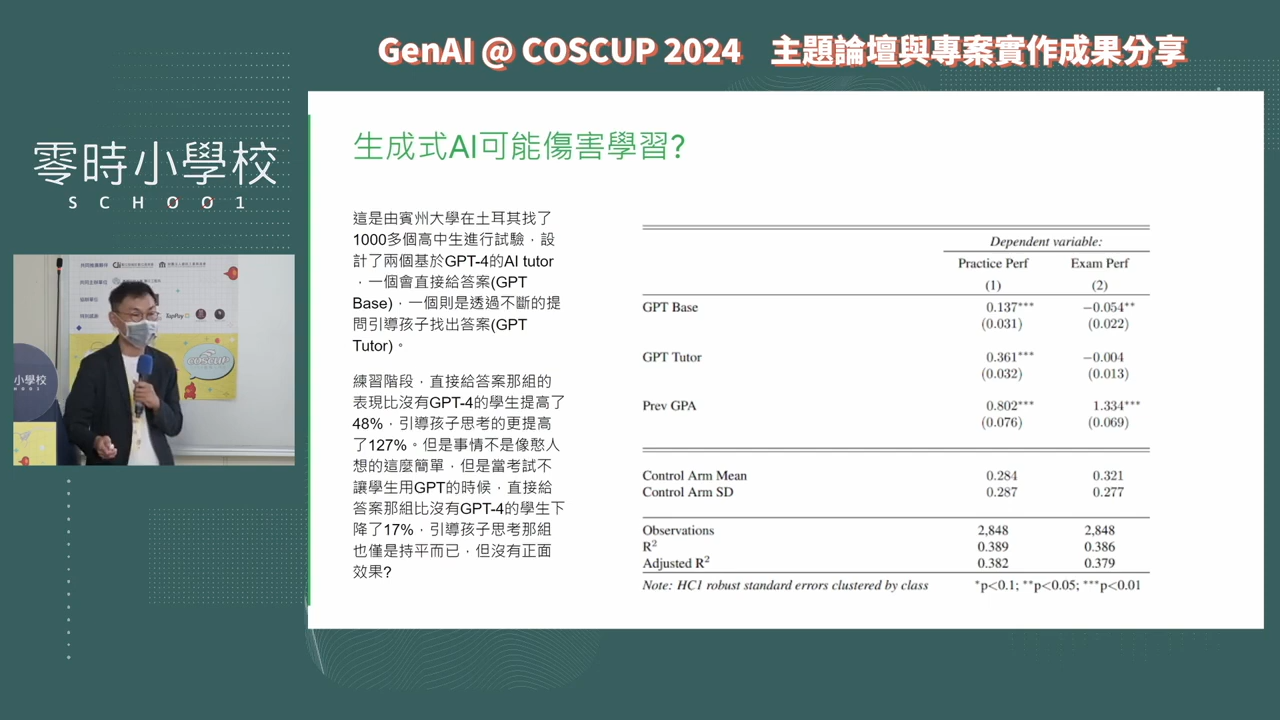 GenAI @ COSCUP 2024 主題論壇與專案實作成果分享
零時小學校
SCHOO1
生成式AI可能傷害學習?
這是由賓州大學在土耳其找了
1000多個高中生進行試驗，設
計了兩個基於GPT-4的AI tutor
，一個會直接給答案(GPT
Base)，一個則是透過不斷的提
問引導孩子找出答案(GPT
Tutor)。
練習階段，直接給答案那組的
表現比沒有GPT-4的學生提高了
48%，引導孩子思考的更提高
了127%。但是事情不是像憨人
想的這麼簡單，但是當考試不
讓學生用GPT的時候，直接給
答案那組比沒有GPT-4的學生下
降了17%，引導孩子思考那組
也僅是持平而已，但沒有正面
效果?
Dependent variable:
Practice Perf Exam Perf
(1) (2)
GPT Base 0.137*** −0.054**
(0.031) (0.022)
GPT Tutor 0.361*** −0.004
(0.032) (0.013)
Prev GPA 0.802*** 1.334***
(0.076) (0.069)
Control Arm Mean 0.284 0.321
Control Arm SD 0.287 0.277
Observations 2,848 2,848
R² 0.389 0.386
Adjusted R² 0.382 0.379
Note: HC1 robust standard errors clustered by class *p<0.1; **p<0.05; ***p<0.01
TapPay
COSCUP
小學校